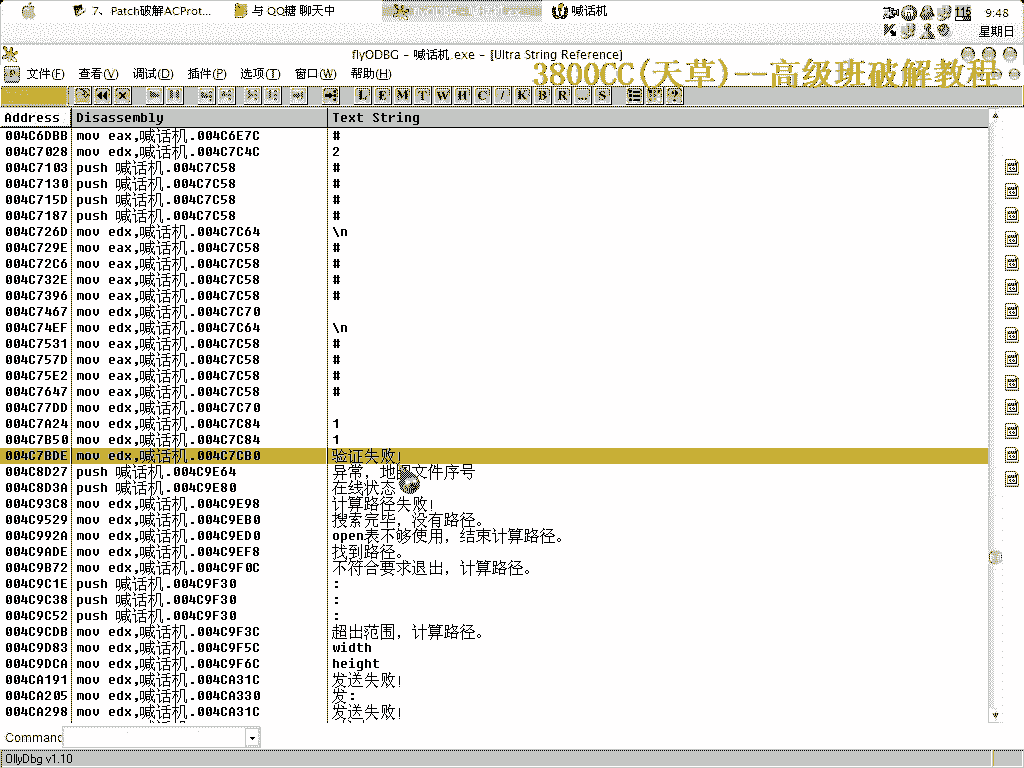 7、Patch破解ACProt...
与 QQ糖 聊天中
喊话机
115
9:48
星期日
flyODBG - 喊话机.exe - [Ultra String Reference]
文件(F) 查看(V) 调试(D) 插件(P) 选项(T) 窗口(W) 帮助(H)
3800CC(天草)--高级班破解教程
L E M T W H C / K B R ... S
Address Disassembly Text String
004C6DBB mov eax,喊话机.004C6E7C #
004C7028 mov edx,喊话机.004C7C4C 2
004C7103 push 喊话机.004C7C58 #
004C7130 push 喊话机.004C7C58 #
004C715D push 喊话机.004C7C58 #
004C7187 push 喊话机.004C7C58 #
004C726D mov edx,喊话机.004C7C64 \n
004C729E mov eax,喊话机.004C7C58 #
004C72C6 mov eax,喊话机.004C7C58 #
004C732E mov eax,喊话机.004C7C58 #
004C7396 mov eax,喊话机.004C7C58 #
004C7467 mov edx,喊话机.004C7C70
004C74EF mov edx,喊话机.004C7C64 \n
004C7531 mov eax,喊话机.004C7C58 #
004C757D mov eax,喊话机.004C7C58 #
004C75E2 mov eax,喊话机.004C7C58 #
004C7647 mov eax,喊话机.004C7C58 #
004C77DD mov edx,喊话机.004C7C70
004C7A24 mov edx,喊话机.004C7C84 1
004C7B50 mov edx,喊话机.004C7C84 1
004C7BDE mov edx,喊话机.004C7CB0 验证失败!
004C8D27 push 喊话机.004C9E64 异常，地图文件序号
004C8D3A push 喊话机.004C9E80 在线状态
004C93C8 mov edx,喊话机.004C9E98 计算路径失败!
004C9529 mov edx,喊话机.004C9EB0 搜索完毕，没有路径。
004C992A mov edx,喊话机.004C9ED0 open表不够使用，结束计算路径。
004C9ADE mov edx,喊话机.004C9EF8 找到路径。
004C9B72 mov edx,喊话机.004C9F0C 不符合要求退出，计算路径。
004C9C1E push 喊话机.004C9F30 :
004C9C38 push 喊话机.004C9F30 :
004C9C52 push 喊话机.004C9F30 :
004C9CDB mov edx,喊话机.004C9F3C 超出范围，计算路径。
004C9D83 mov edx,喊话机.004C9F5C width
004C9DCA mov edx,喊话机.004C9F6C height
004CA191 mov edx,喊话机.004CA31C 发送失败!
004CA205 mov edx,喊话机.004CA330 发:
004CA298 mov edx,喊话机.004CA31C 发送失败!
Command
OllyDbg v1.10